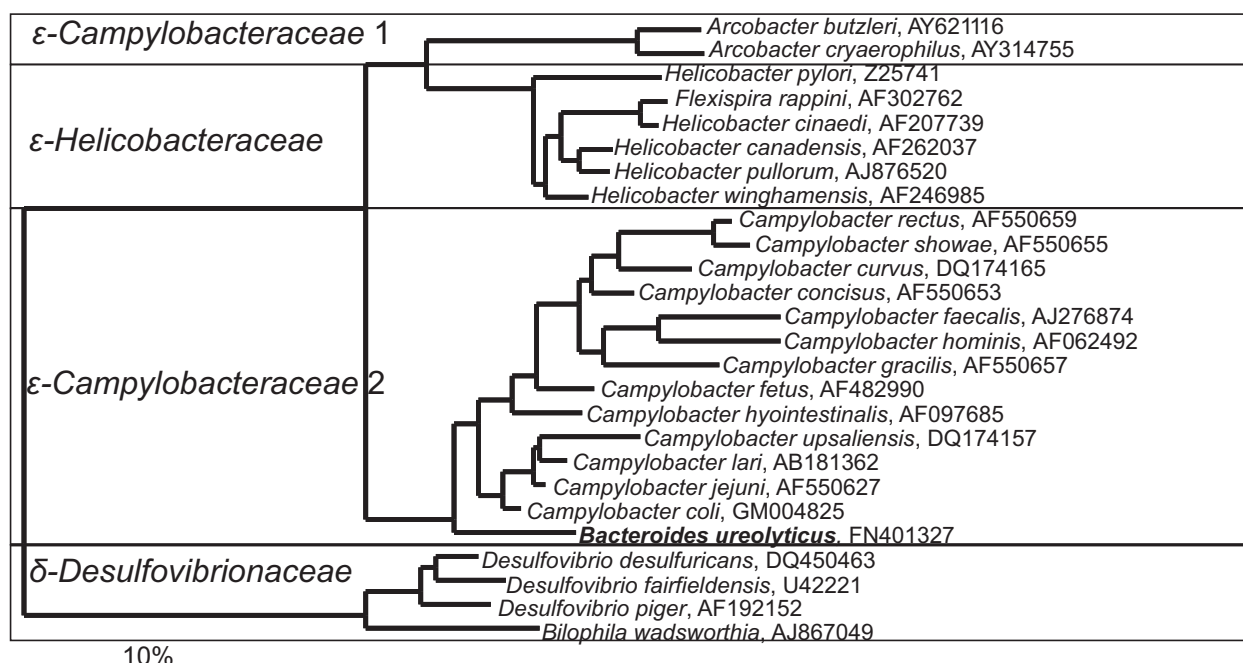 ε-Campylobacteraceae 1
Arcobacter butzleri, AY621116
Arcobacter cryaerophilus, AY314755
ε-Helicobacteraceae
Helicobacter pylori, Z25741
Flexispira rappini, AF302762
Helicobacter cinaedi, AF207739
Helicobacter canadensis, AF262037
Helicobacter pullorum, AJ876520
Helicobacter winghamensis, AF246985
ε-Campylobacteraceae 2
Campylobacter rectus, AF550659
Campylobacter showae, AF550655
Campylobacter curvus, DQ174165
Campylobacter concisus, AF550653
Campylobacter faecalis, AJ276874
Campylobacter hominis, AF062492
Campylobacter gracilis, AF550657
Campylobacter fetus, AF482990
Campylobacter hyointestinalis, AF097685
Campylobacter upsaliensis, DQ174157
Campylobacter lari, AB181362
Campylobacter jejuni, AF550627
Campylobacter coli, GM004825
Bacteroides ureolyticus, FN401327
δ-Desulfovibrionaceae
Desulfovibrio desulfuricans, DQ450463
Desulfovibrio fairfieldensis, U42221
Desulfovibrio piger, AF192152
Bilophila wadsworthia, AJ867049
10%